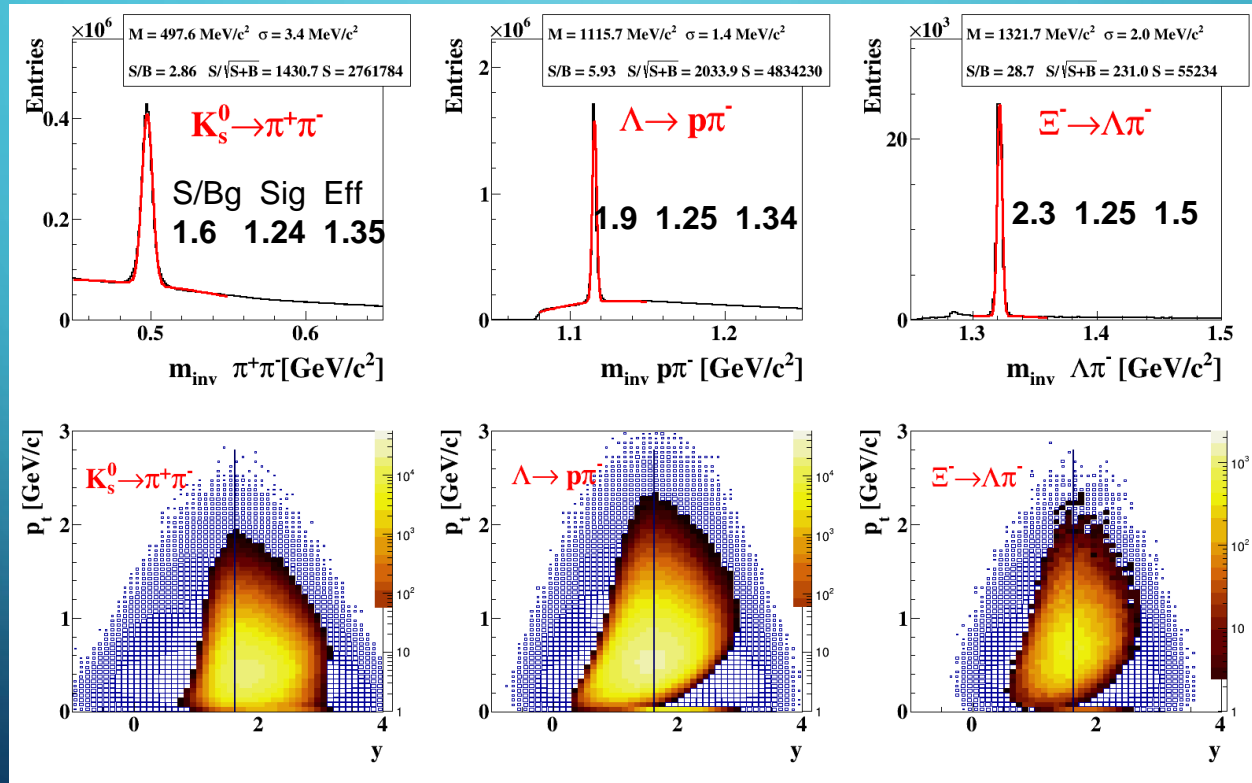 ×10⁶
M = 497.6 MeV/c² σ = 3.4 MeV/c²
S/B = 2.86 S/√S+B = 1430.7 S = 2761784
Entries
K⁰ₛ→π⁺π⁻
S/Bg Sig Eff
1.6 1.24 1.35
0.4
0.2
0
0.5 0.6
m_inv π⁺π⁻[GeV/c²]
×10⁶
M = 1115.7 MeV/c² σ = 1.4 MeV/c²
S/B = 5.93 S/√S+B = 2033.9 S = 4834230
Entries
Λ→ pπ⁻
1.9 1.25 1.34
2
1
0
1.1 1.2
m_inv pπ⁻ [GeV/c²]
×10³
M = 1321.7 MeV/c² σ = 2.0 MeV/c²
S/B = 28.7 S/√S+B = 231.0 S = 55234
Entries
Ξ⁻→Λπ⁻
2.3 1.25 1.5
20
0
1.3 1.4 1.5
m_inv Λπ⁻ [GeV/c²]
p_t [GeV/c]
K⁰ₛ→π⁺π⁻
3
2
1
0
0 2 4
y
10⁴
10³
10²
10
1
p_t [GeV/c]
Λ→ pπ⁻
3
2
1
0
0 2 4
y
10⁴
10³
10²
10
1
p_t [GeV/c]
Ξ⁻→Λπ⁻
3
2
1
0
0 2 4
y
10³
10²
10
1